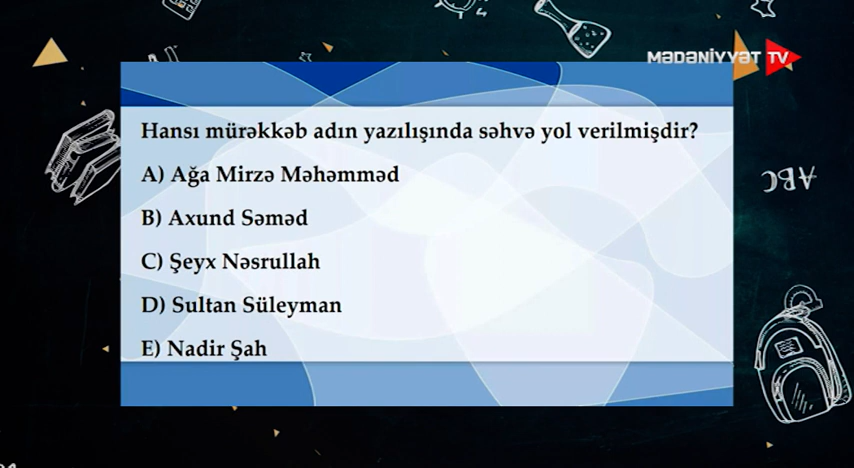 MƏDƏNİYYƏT TV
Hansı mürəkkəb adın yazılışında səhvə yol verilmişdir?
A) Ağa Mirzə Məhəmməd
B) Axund Səməd
C) Şeyx Nəsrullah
D) Sultan Süleyman
E) Nadir Şah
ABC